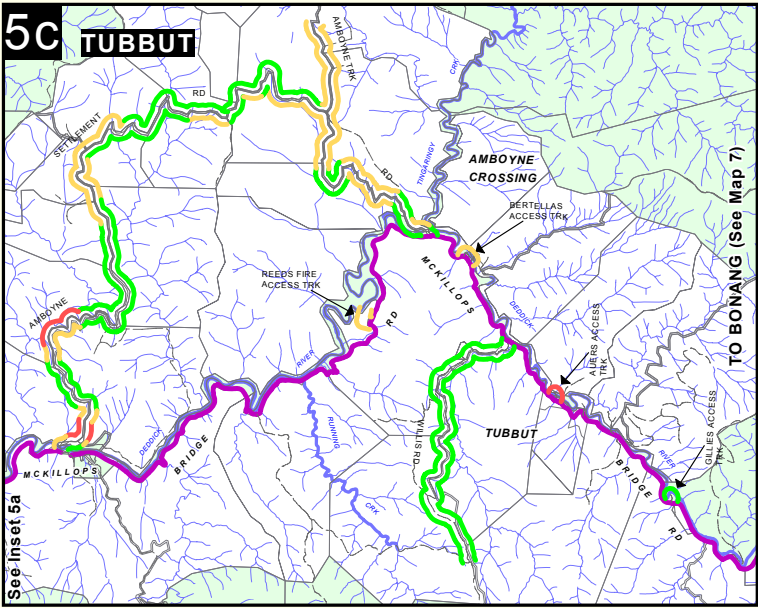 5c TUBBUT
AMBOYNE TRK
RD
CRK
SETTLEMENT
TINGARINGY
AMBOYNE
CROSSING
RD
TO BONANG (See Map 7)
BERTELLAS
ACCESS TRK
REEDS FIRE
ACCESS TRK
MCKILLOPS
DEDDICK
RD
AMBOYNE
AUERS ACCESS
TRK
RIVER
GILLIES ACCESS
TRK
RUNNING
WILLIS RD
TUBBUT
DEDDICK
BRIDGE
RIVER
MCKILLOPS
BRIDGE
CRK
RD
See Inset 5a